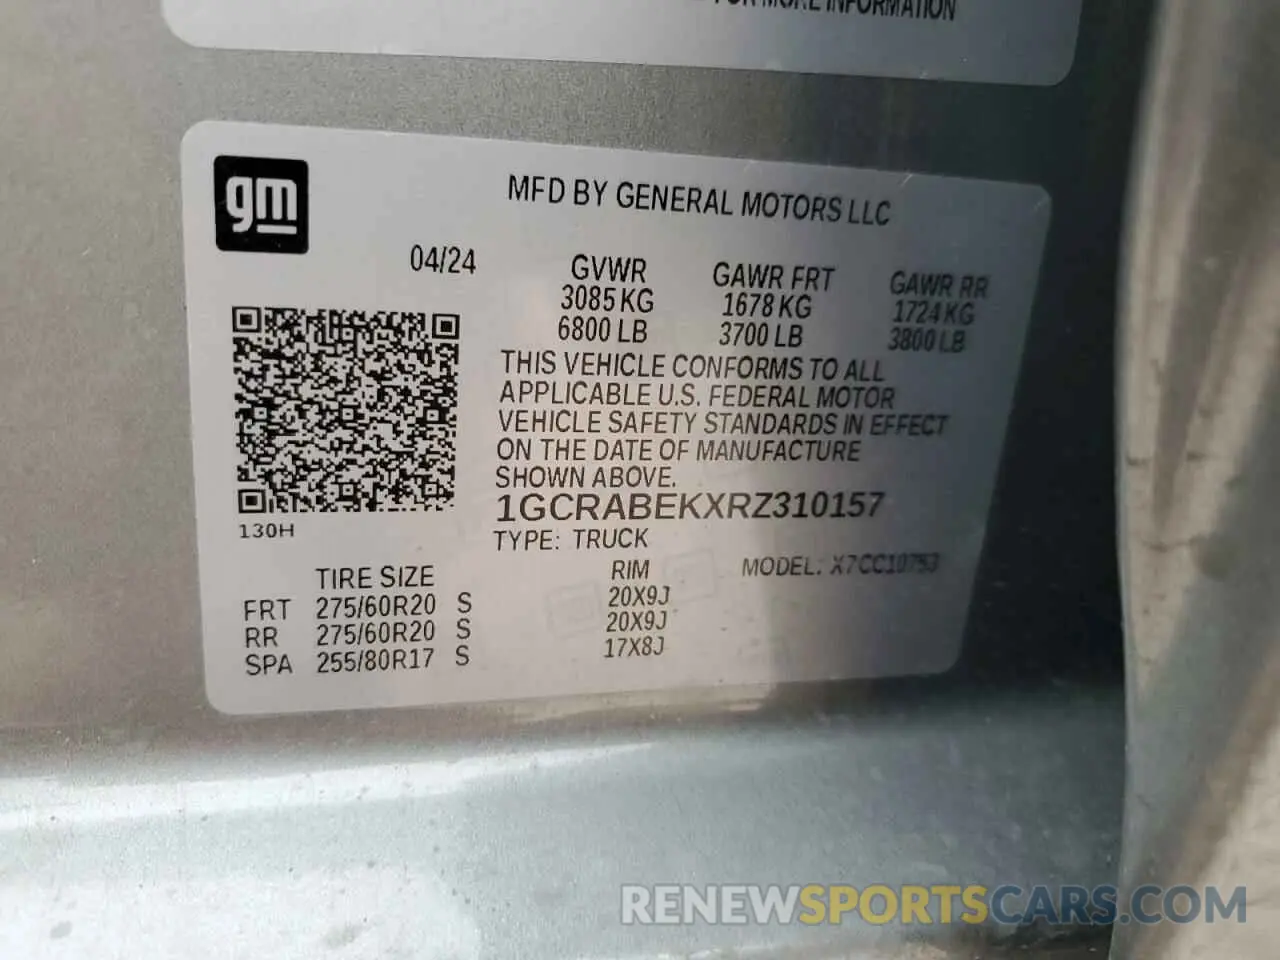 FOR MORE INFORMATION
gm
MFD BY GENERAL MOTORS LLC
04/24
GVWR GAWR FRT GAWR RR
3085 KG 1678 KG 1724 KG
6800 LB 3700 LB 3800 LB
THIS VEHICLE CONFORMS TO ALL
APPLICABLE U.S. FEDERAL MOTOR
VEHICLE SAFETY STANDARDS IN EFFECT
ON THE DATE OF MANUFACTURE
SHOWN ABOVE.
1GCRABEKXRZ310157
130H
TYPE: TRUCK
MODEL: X7CC10753
TIRE SIZE RIM
FRT 275/60R20 S 20X9J
RR 275/60R20 S 20X9J
SPA 255/80R17 S 17X8J
RENEWSPORTSCARS.COM